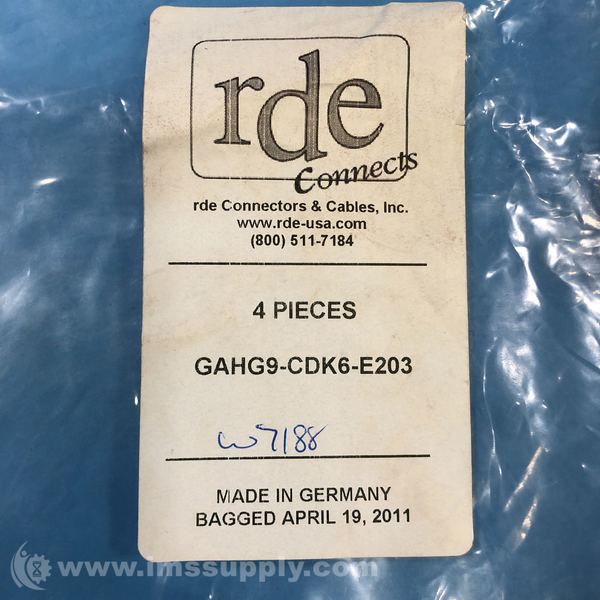 rde
Connects
rde Connectors & Cables, Inc.
www.rde-usa.com
(800) 511-7184
4 PIECES
GAHG9-CDK6-E203
W7188
MADE IN GERMANY
BAGGED APRIL 19, 2011
www.imssupply.com